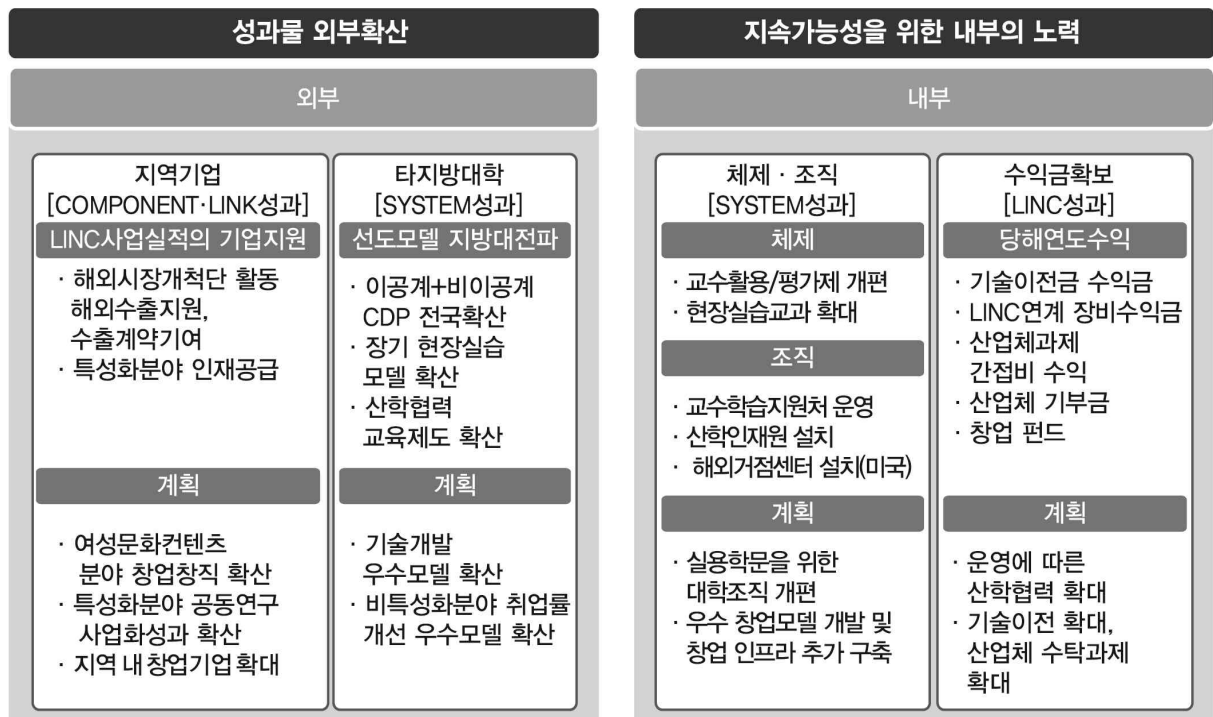 성과물 외부확산
외부
지역기업
[COMPONENT·LINK성과]
LINC사업실적의 기업지원
· 해외시장개척단 활동
해외수출지원,
수출계약기여
· 특성화분야 인재공급
계획
· 여성문화컨텐츠
분야 창업창직 확산
· 특성화분야 공동연구
사업화성과 확산
· 지역 내 창업기업 확대
타지방대학
[SYSTEM성과]
선도모델 지방대전파
· 이공계+비이공계
CDP 전국확산
· 장기 현장실습
모델 확산
· 산학협력
교육제도 확산
계획
· 기술개발
우수모델 확산
· 비특성화분야 취업률
개선 우수모델 확산
지속가능성을 위한 내부의 노력
내부
체제 · 조직
[SYSTEM성과]
체제
· 교수활용/평가제 개편
· 현장실습교과 확대
조직
· 교수학습지원처 운영
· 산학인재원 설치
· 해외거점센터 설치(미국)
계획
· 실용학문을 위한
대학조직 개편
· 우수 창업모델 개발 및
창업 인프라 추가 구축
수익금확보
[LINC성과]
당해연도수익
· 기술이전금 수익금
· LINC연계 장비수익금
· 산업체과제
간접비 수익
· 산업체 기부금
· 창업 펀드
계획
· 운영에 따른
산학협력 확대
· 기술이전 확대,
산업체 수탁과제
확대